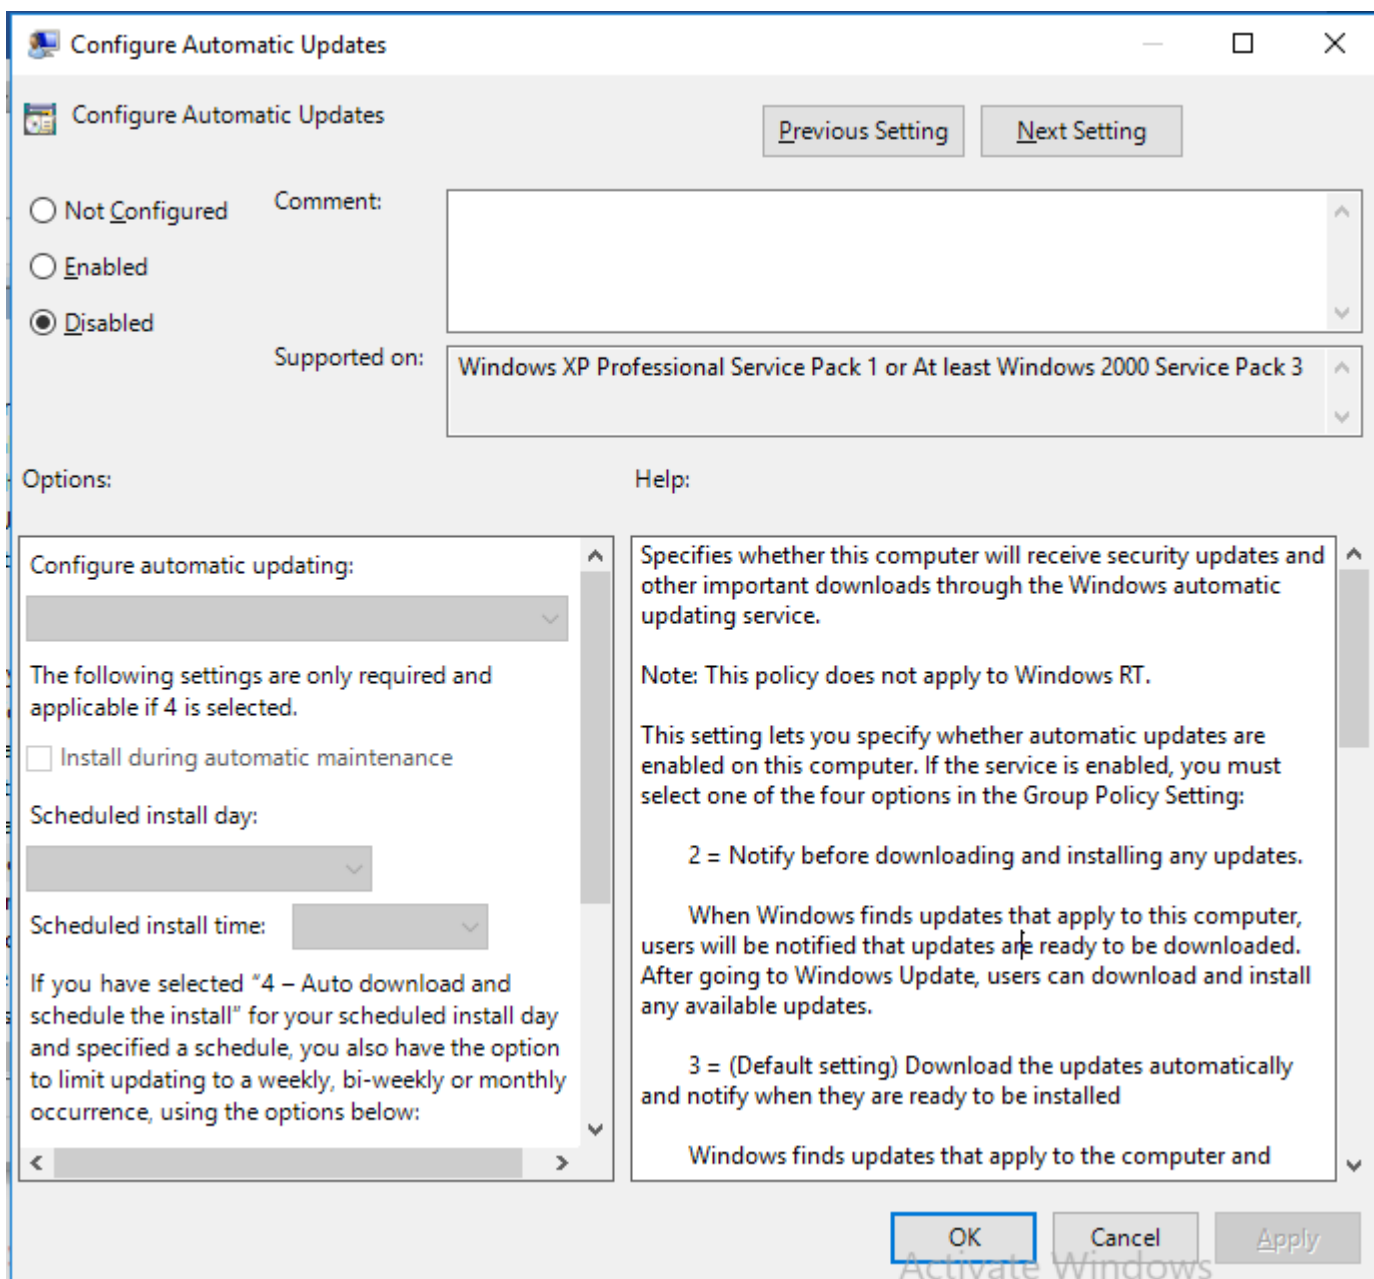 Configure Automatic Updates
Configure Automatic Updates
Previous Setting
Next Setting
Not Configured
Enabled
Disabled
Comment:
Supported on:
Windows XP Professional Service Pack 1 or At least Windows 2000 Service Pack 3
Options:
Help:
Configure automatic updating:
The following settings are only required and
applicable if 4 is selected.
Install during automatic maintenance
Scheduled install day:
Scheduled install time:
If you have selected “4 – Auto download and
schedule the install” for your scheduled install day
and specified a schedule, you also have the option
to limit updating to a weekly, bi-weekly or monthly
occurrence, using the options below:
Specifies whether this computer will receive security updates and
other important downloads through the Windows automatic
updating service.
Note: This policy does not apply to Windows RT.
This setting lets you specify whether automatic updates are
enabled on this computer. If the service is enabled, you must
select one of the four options in the Group Policy Setting:
2 = Notify before downloading and installing any updates.
When Windows finds updates that apply to this computer,
users will be notified that updates are ready to be downloaded.
After going to Windows Update, users can download and install
any available updates.
3 = (Default setting) Download the updates automatically
and notify when they are ready to be installed
Windows finds updates that apply to the computer and
OK
Cancel
Apply
Activate Windows